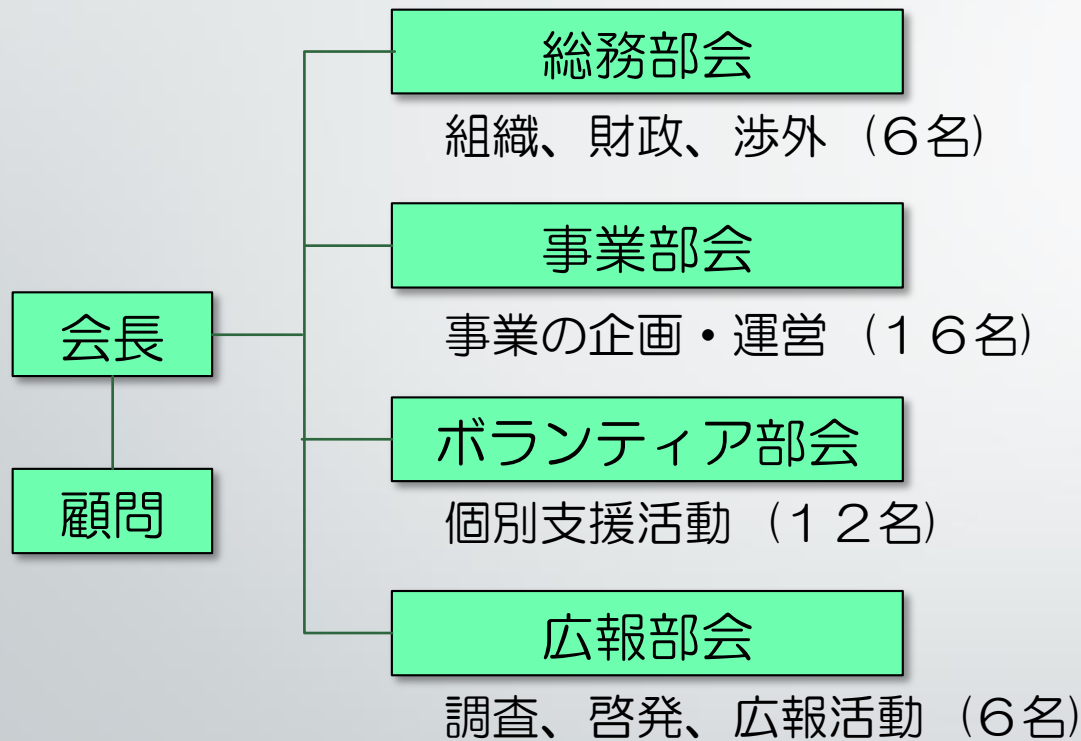 総務部会
組織、財政、渉外（６名）
事業部会
事業の企画・運営（１６名）
会長
ボランティア部会
顧問
個別支援活動（１２名）
広報部会
調査、啓発、広報活動（６名）